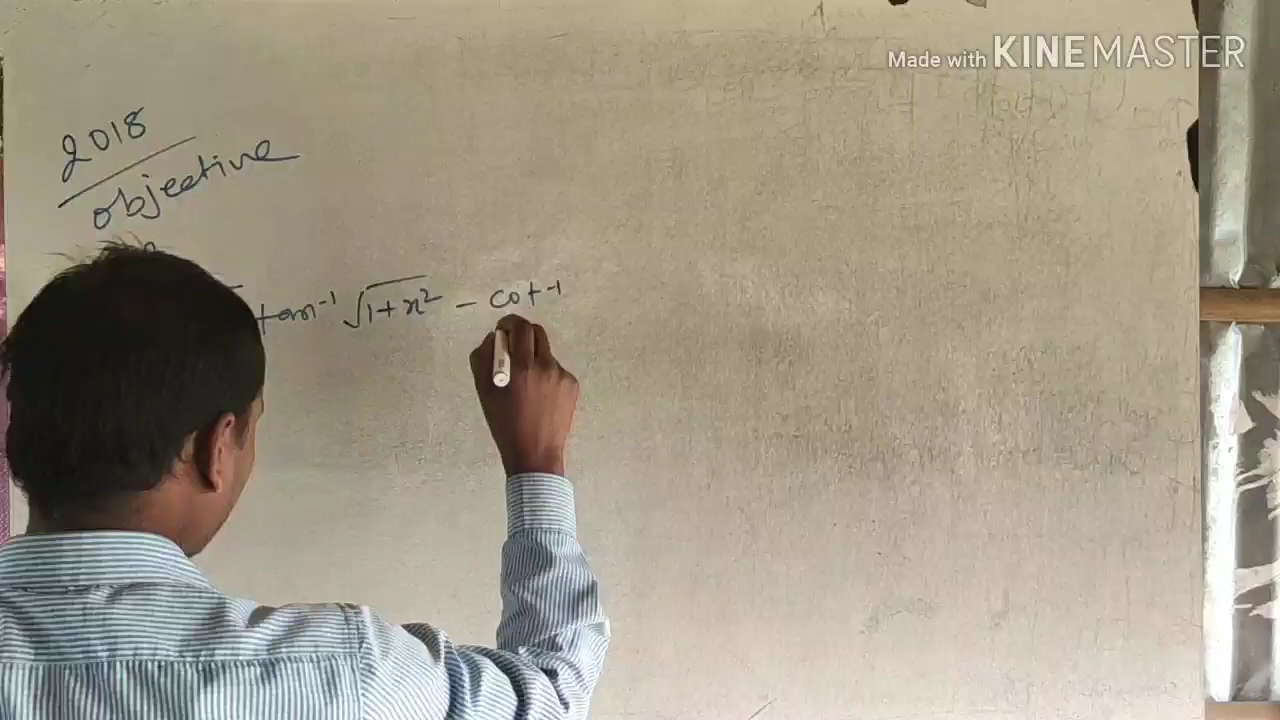 Made with KINEMASTER
2018
objective
tan⁻¹ √1+x² - cot-1